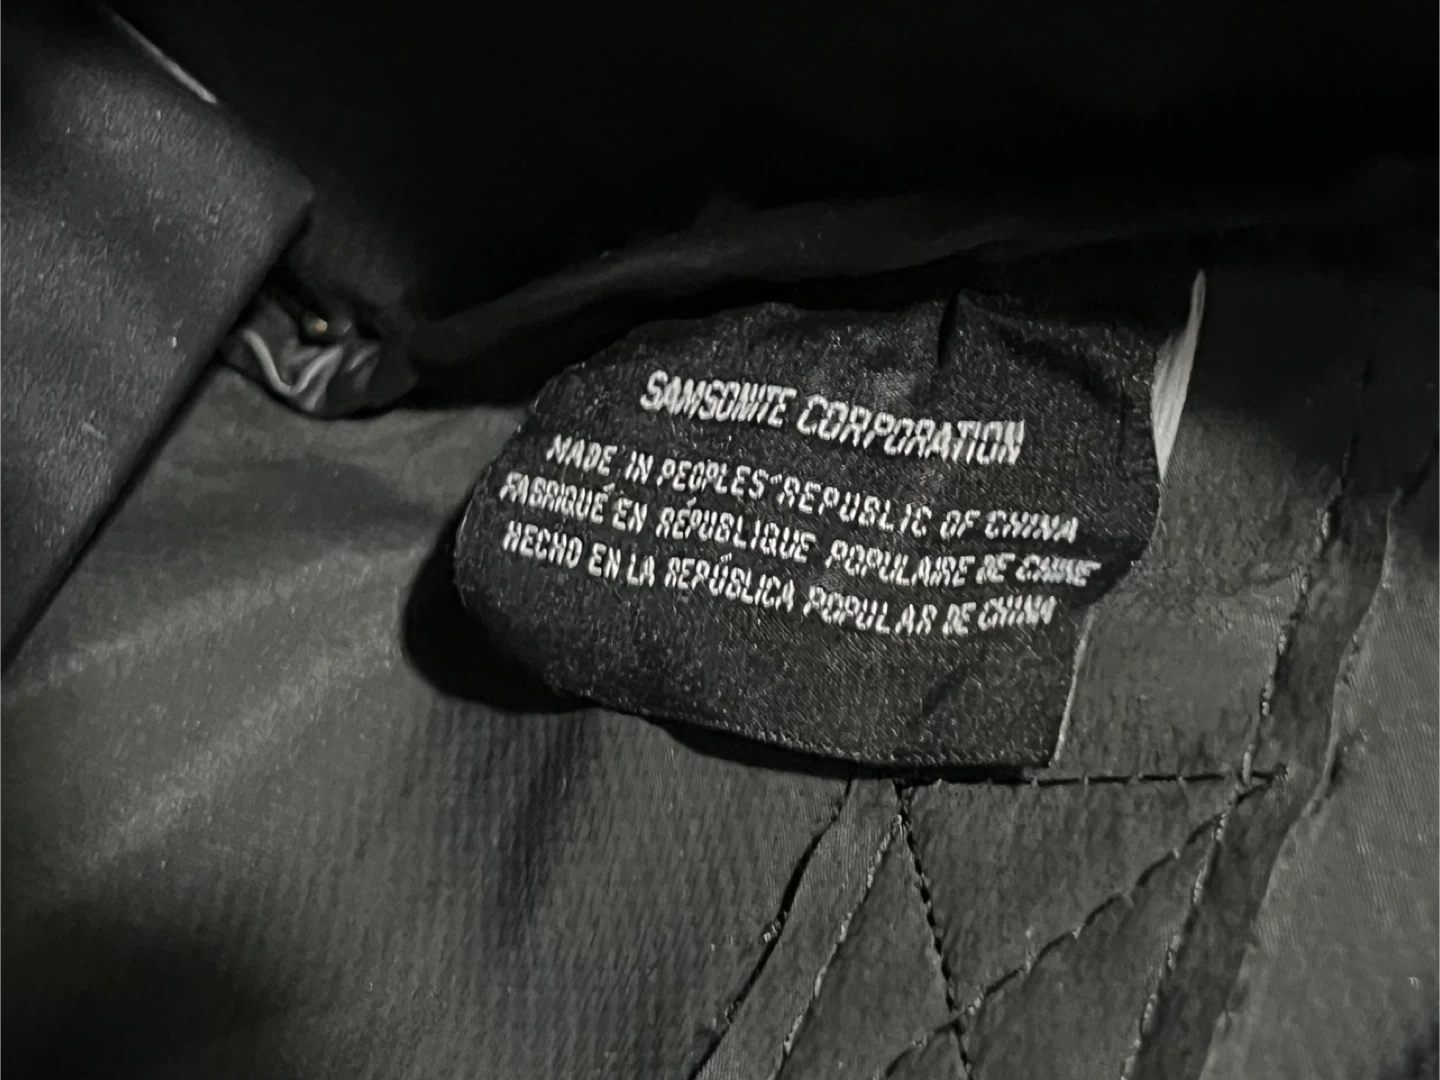 SAMSONITE CORPORATION
MADE IN PEOPLES' REPUBLIC OF CHINA
FABRIQUÉ EN RÉPUBLIQUE POPULAIRE DE CHINE
HECHO EN LA REPÚBLICA POPULAR DE CHINA